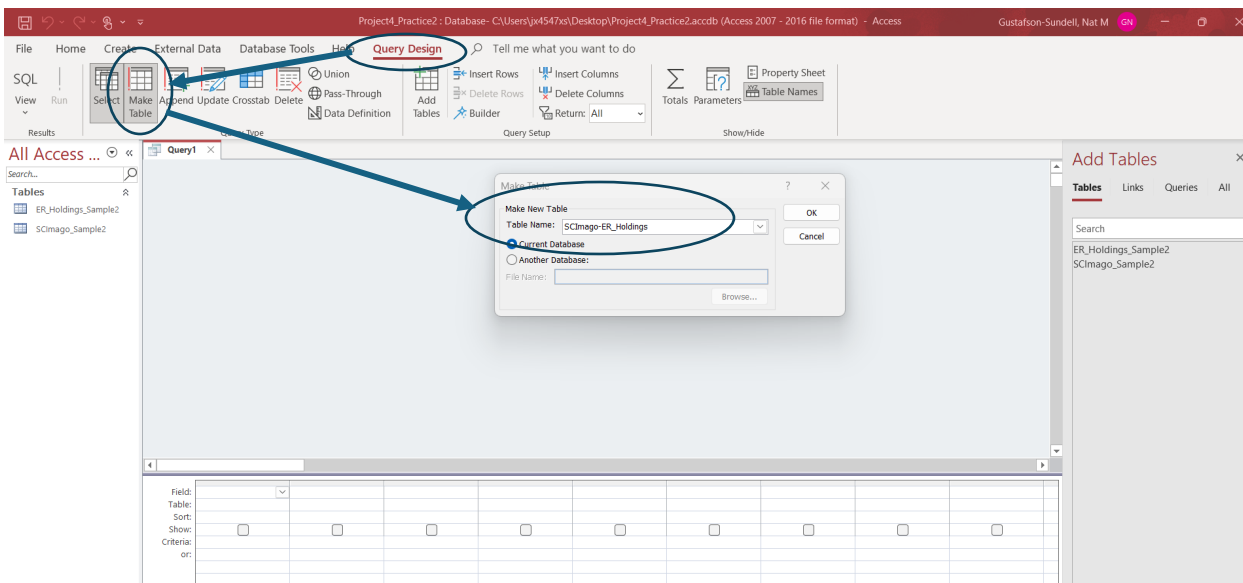 Project4_Practice2 : Database- C:\Users\jx4547xs\Desktop\Project4_Practice2.accdb (Access 2007 - 2016 file format) - Access
Gustafson-Sundell, Nat M GN
File Home Create External Data Database Tools Help Query Design Tell me what you want to do
SQL
View
Run
Results
Select
Make
Table
Append
Update
Crosstab
Delete
Union
Pass-Through
Data Definition
Query Type
Add
Tables
Insert Rows
Delete Rows
Builder
Insert Columns
Delete Columns
Return: All
Query Setup
Totals
Parameters
Property Sheet
XYZ Table Names
Show/Hide
All Access ...
Search...
Tables
ER_Holdings_Sample2
SCImago_Sample2
Query1
Make Table
Make New Table
Table Name: SCImago-ER_Holdings
Current Database
Another Database:
File Name:
Browse...
OK
Cancel
Field:
Table:
Sort:
Show:
Criteria:
or:
Add Tables
Tables Links Queries All
Search
ER_Holdings_Sample2
SCImago_Sample2